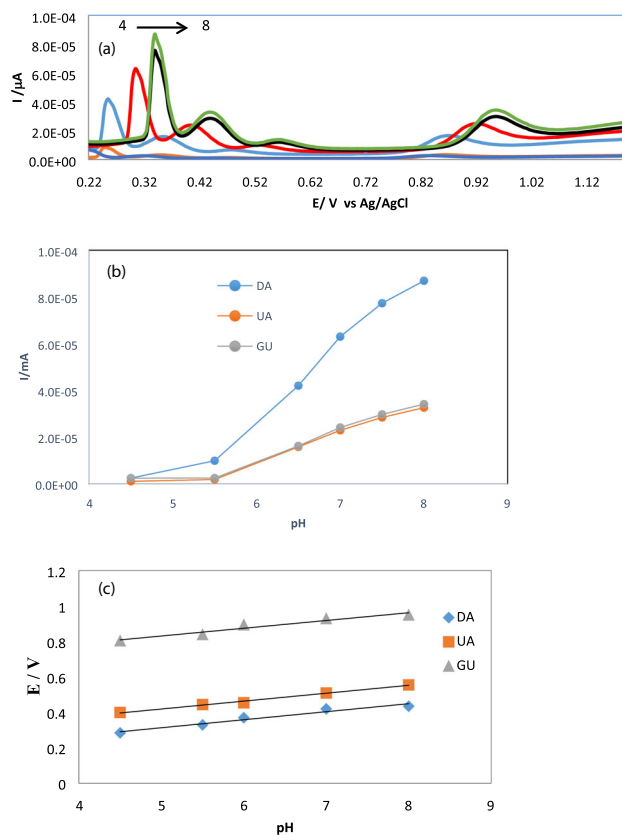 (a)
4 8
1.0E-04
8.0E-05
6.0E-05
4.0E-05
2.0E-05
0.0E+00
I /µA
0.22 0.32 0.42 0.52 0.62 0.72 0.82 0.92 1.02 1.12
E/ V vs Ag/AgCl
(b)
1.0E-04
8.0E-05
6.0E-05
4.0E-05
2.0E-05
0.0E+00
I/mA
DA
UA
GU
4 5 6 7 8 9
pH
(c)
1.2
1
0.8
0.6
0.4
0.2
0
E / V
DA
UA
GU
4 5 6 7 8 9
pH